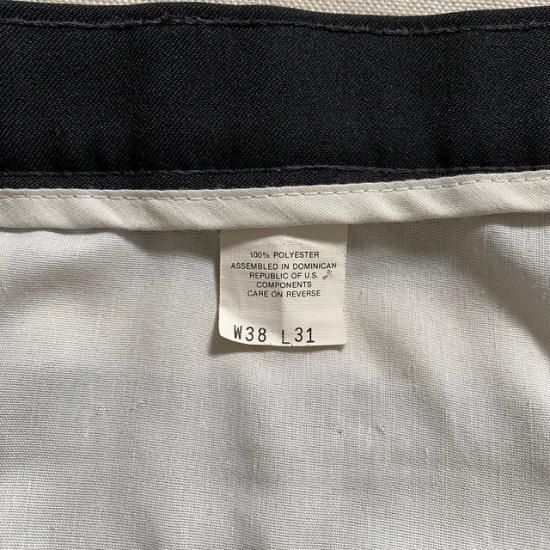 100% POLYESTER
ASSEMBLED IN DOMINICAN
REPUBLIC OF U.S.
COMPONENTS
CARE ON REVERSE
W38 L31